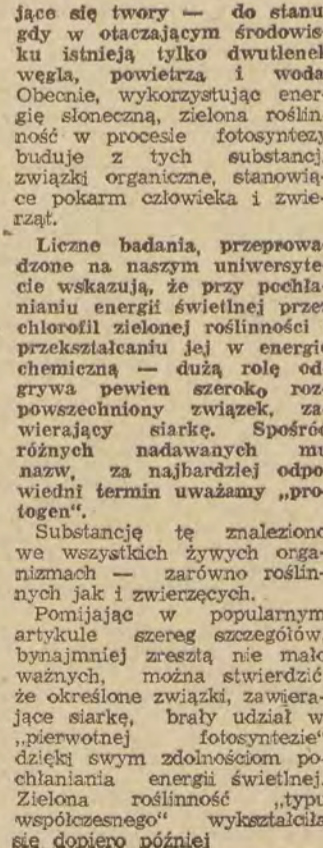 jące się twory — do stanu
gdy w otaczającym środowis
ku istnieją tylko dwutlenek
węgla, powietrza i woda
Obecnie, wykorzystując ener-
gię słoneczną, zielona roślin
ność w procesie fotosyntezy
buduje z tych substancj
związki organiczne, stanowią-
ce pokarm człowieka i zwie-
rząt.
Liczne badania, przeprowa
dzone na naszym uniwersyte
cie wskazują, że przy pochła
nianiu energii świetlnej prze
chlorofil zielonej roślinności
przekształcaniu jej w energi
chemiczną — dużą rolę od
grywa pewien szeroko roz
powszechniony związek, za
wierający siarkę. Spośró
różnych nadawanych mu
nazw, za najbardziej odpo
wiedni termin uważamy „pro
togen“.
Substancję tę znaleziono
we wszystkich żywych orga-
nizmach — zarówno roślin-
nych jak i zwierzęcych.
Pomijając w popularnym
artykule szereg szczegółów,
bynajmniej zresztą nie mało
ważnych, można stwierdzić
że określone związki, zawiera-
jące siarkę, brały udział w
„pierwotnej fotosyntezie“
dzięki swym zdolnościom po-
chłaniania energii świetlnej.
Zielona roślinność „typu
współczesnego“ wykształciła
się dopiero później